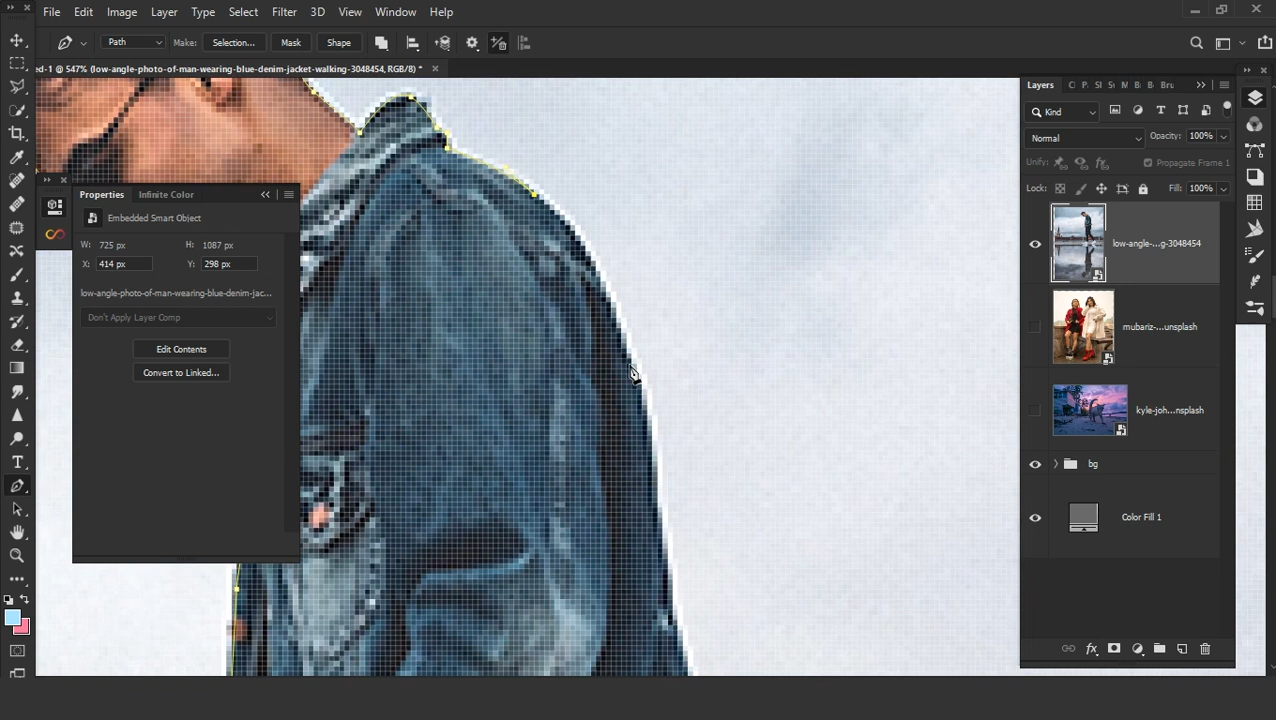 File Edit Image Layer Type Select Filter 3D View Window Help
Path Make: Selection... Mask Shape
ed-1 @ 547% (low-angle-photo-of-man-wearing-blue-denim-jacket-walking-3048454, RGB/8) *
Properties Infinite Color
Embedded Smart Object
W: 725 px H: 1087 px
X: 414 px Y: 298 px
low-angle-photo-of-man-wearing-blue-denim-jac...
Don't Apply Layer Comp
Edit Contents
Convert to Linked...
Layers C P. SI S( M B Br Bru
Kind
Normal Opacity: 100%
Unify: Propagate Frame 1
Lock: Fill: 100%
low-angle-...g-3048454
mubariz-...unsplash
kyle-joh...nsplash
bg
Color Fill 1